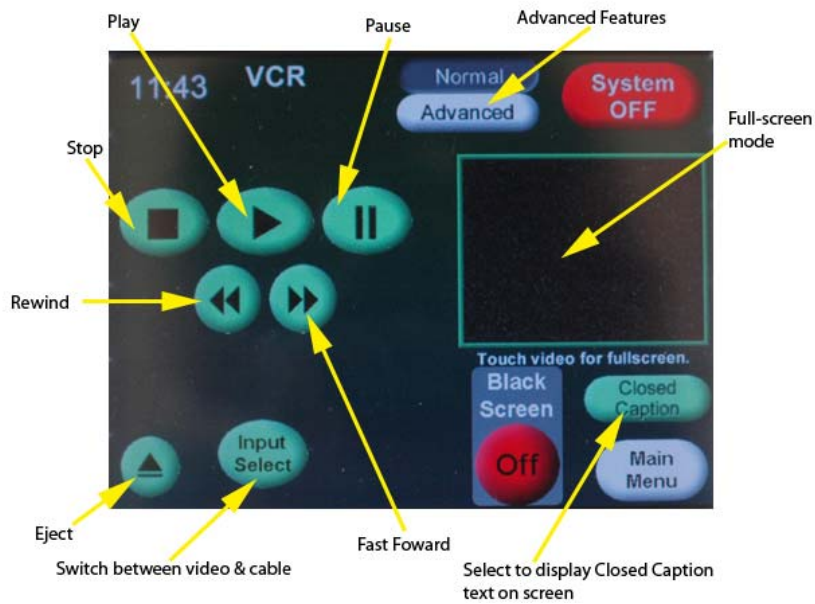 Play
Pause
Advanced Features
11:43
VCR
Normal
Advanced
System
OFF
Full-screen
mode
Stop
Rewind
Touch video for fullscreen.
Black
Screen
Off
Closed
Caption
Input
Select
Main
Menu
Eject
Switch between video & cable
Fast Foward
Select to display Closed Caption
text on screen